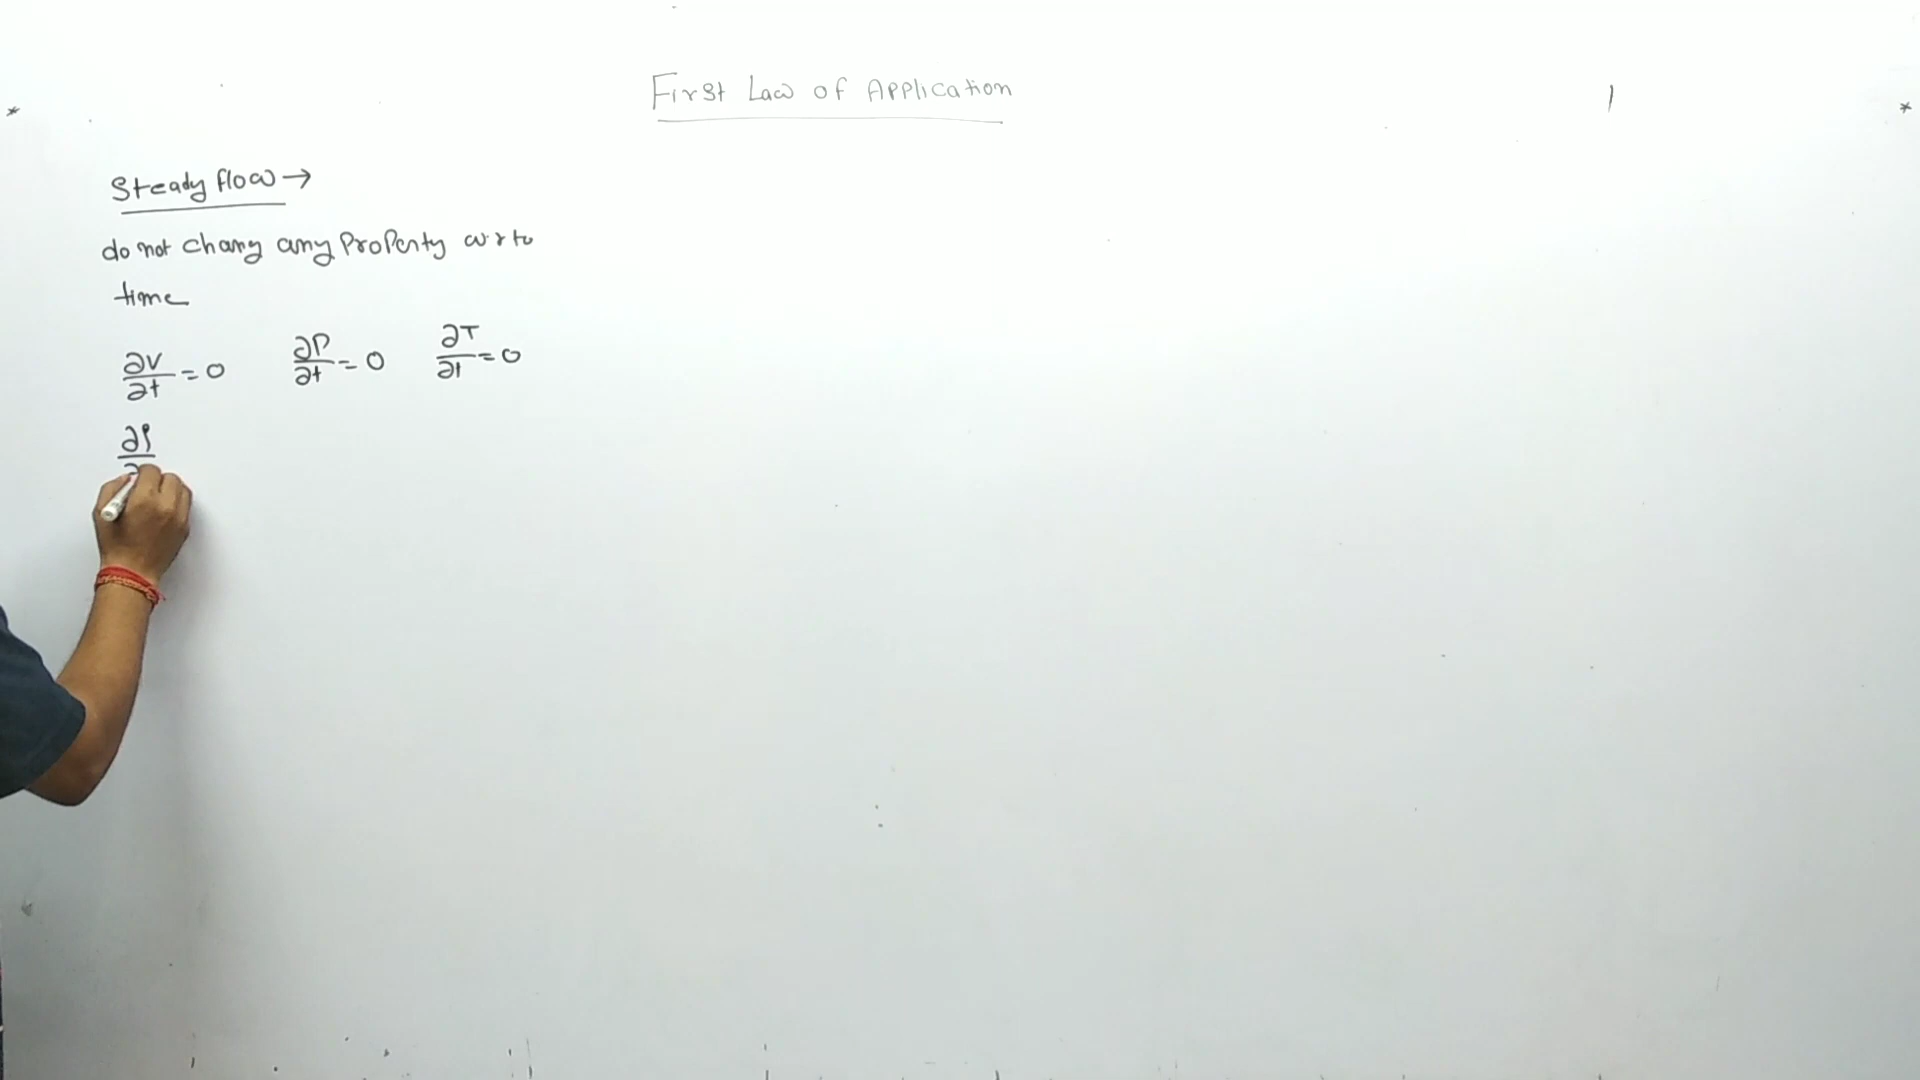 First Law of Application
Steady flow →
do not chang any Property w.r to
time
∂V/∂t = 0 ∂P/∂t = 0 ∂T/∂t = 0
∂ρ/∂